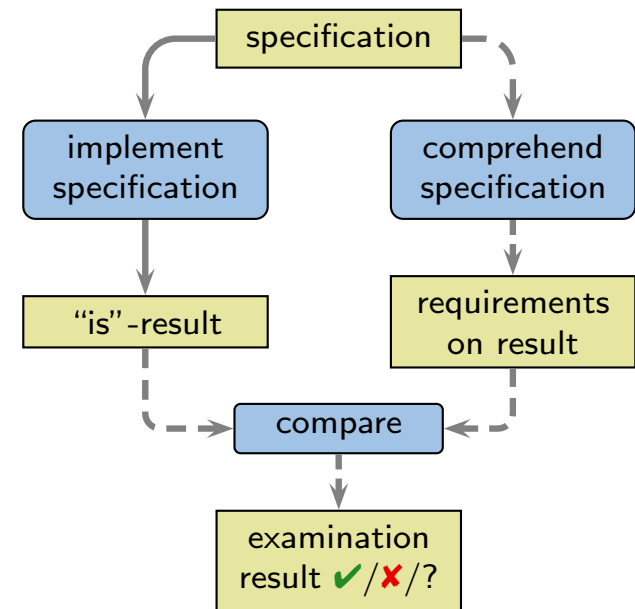 specification
implement
specification
comprehend
specification
“is”-result
requirements
on result
compare
examination
result ✔/✘/?